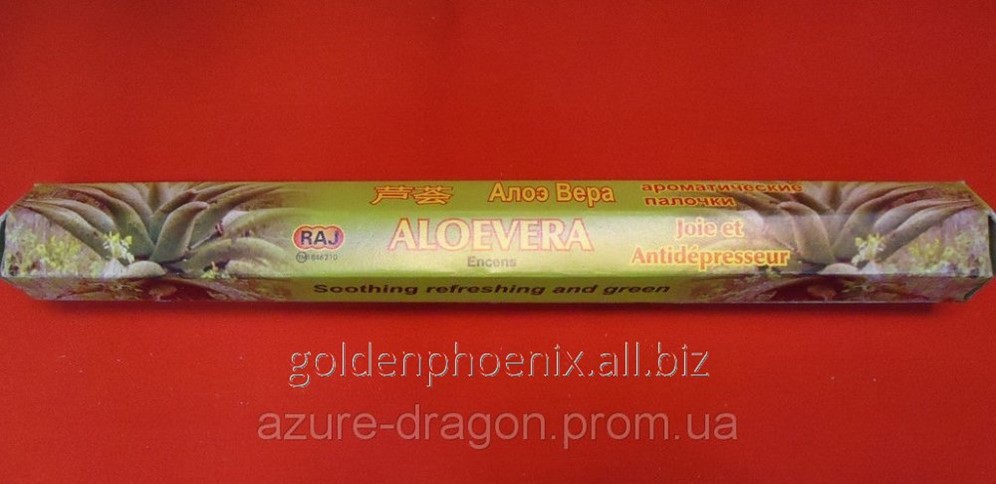 芦荟 Алоэ Вера ароматические
палочки
RAJ
ALOEVERA
Encens
Joie et
Antidépresseur
Soothing refreshing and green
goldenphoenix.all.biz
azure-dragon.prom.ua